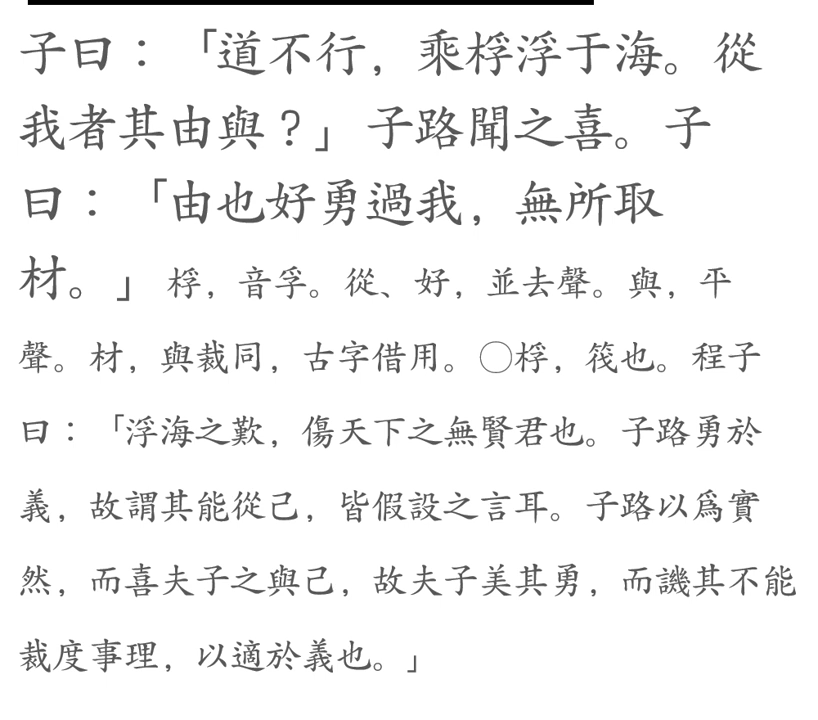 子曰：「道不行，乘桴浮于海。從
我者其由與？」子路聞之喜。子
曰：「由也好勇過我，無所取
材。」桴，音孚。從、好，並去聲。與，平
聲。材，與裁同，古字借用。◯桴，筏也。程子
曰：「浮海之歎，傷天下之無賢君也。子路勇於
義，故謂其能從己，皆假設之言耳。子路以爲實
然，而喜夫子之與己，故夫子美其勇，而譏其不能
裁度事理，以適於義也。」